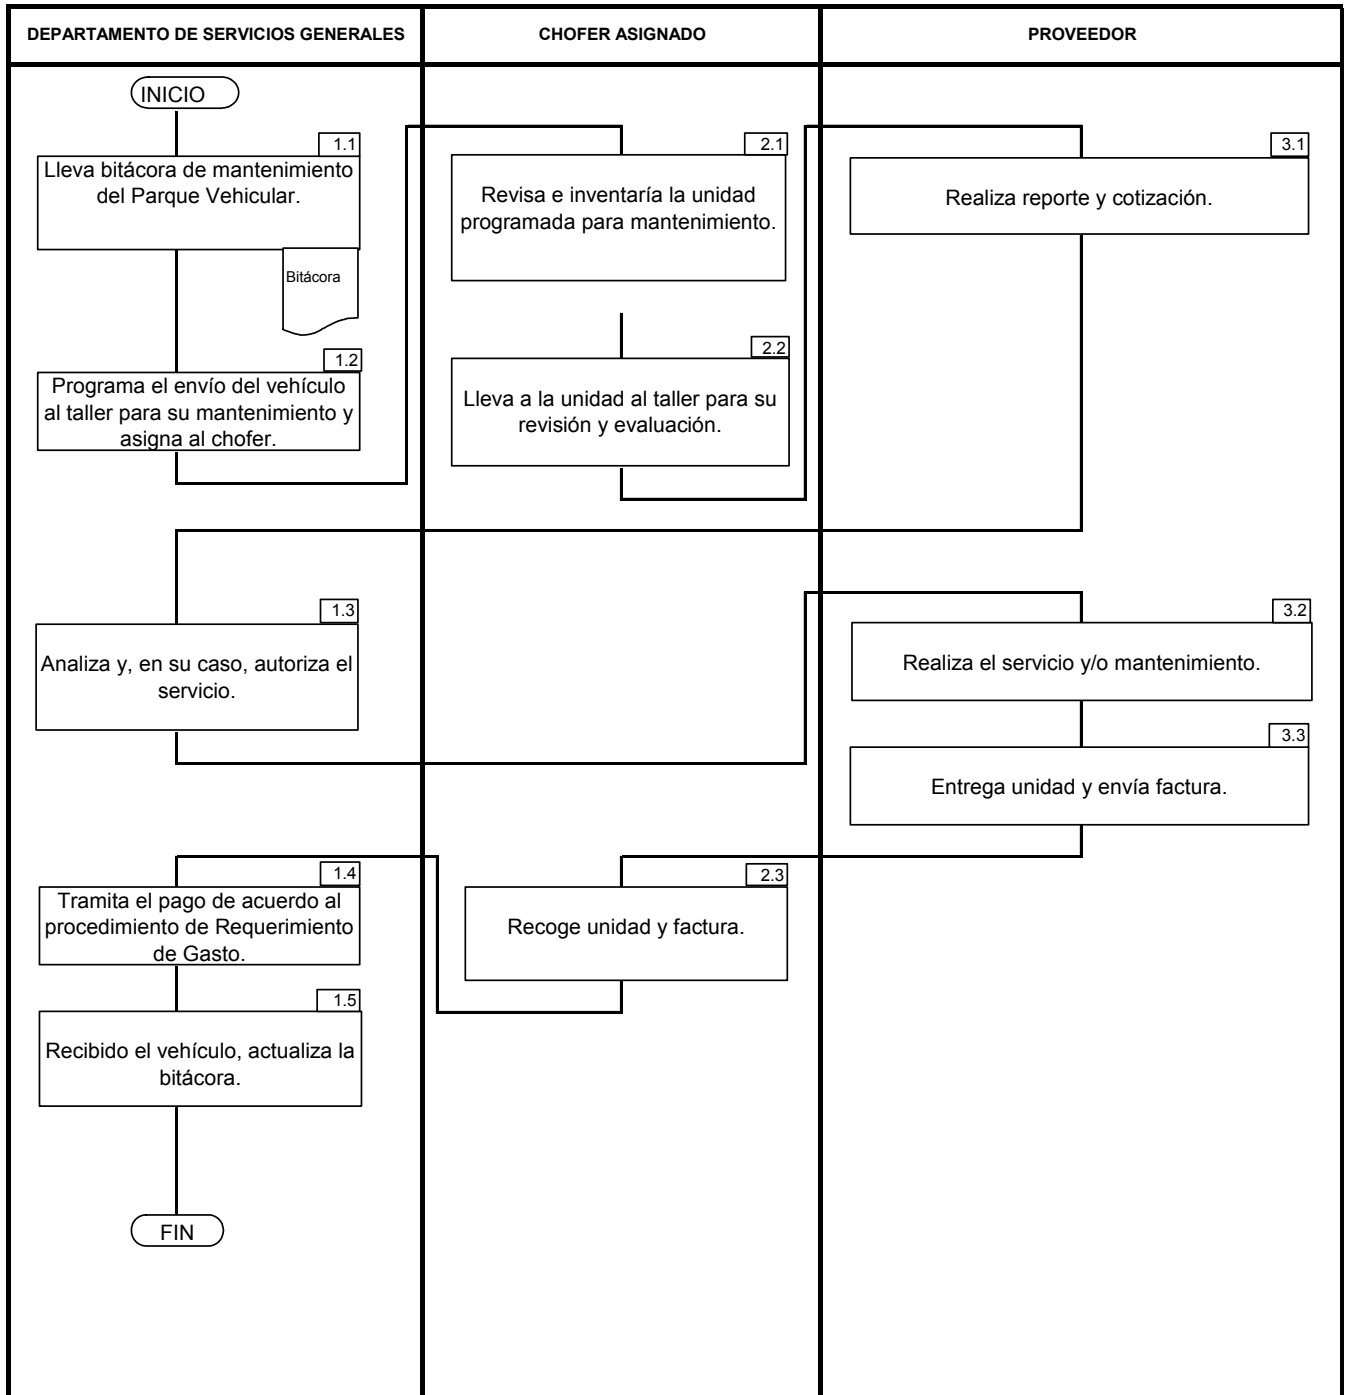 DEPARTAMENTO DE SERVICIOS GENERALES
CHOFER ASIGNADO
PROVEEDOR
INICIO
1.1
Lleva bitácora de mantenimiento
del Parque Vehicular.
Bitácora
1.2
Programa el envío del vehículo
al taller para su mantenimiento y
asigna al chofer.
2.1
Revisa e inventaría la unidad
programada para mantenimiento.
2.2
Lleva a la unidad al taller para su
revisión y evaluación.
3.1
Realiza reporte y cotización.
1.3
Analiza y, en su caso, autoriza el
servicio.
3.2
Realiza el servicio y/o mantenimiento.
3.3
Entrega unidad y envía factura.
2.3
Recoge unidad y factura.
1.4
Tramita el pago de acuerdo al
procedimiento de Requerimiento
de Gasto.
1.5
Recibido el vehículo, actualiza la
bitácora.
FIN